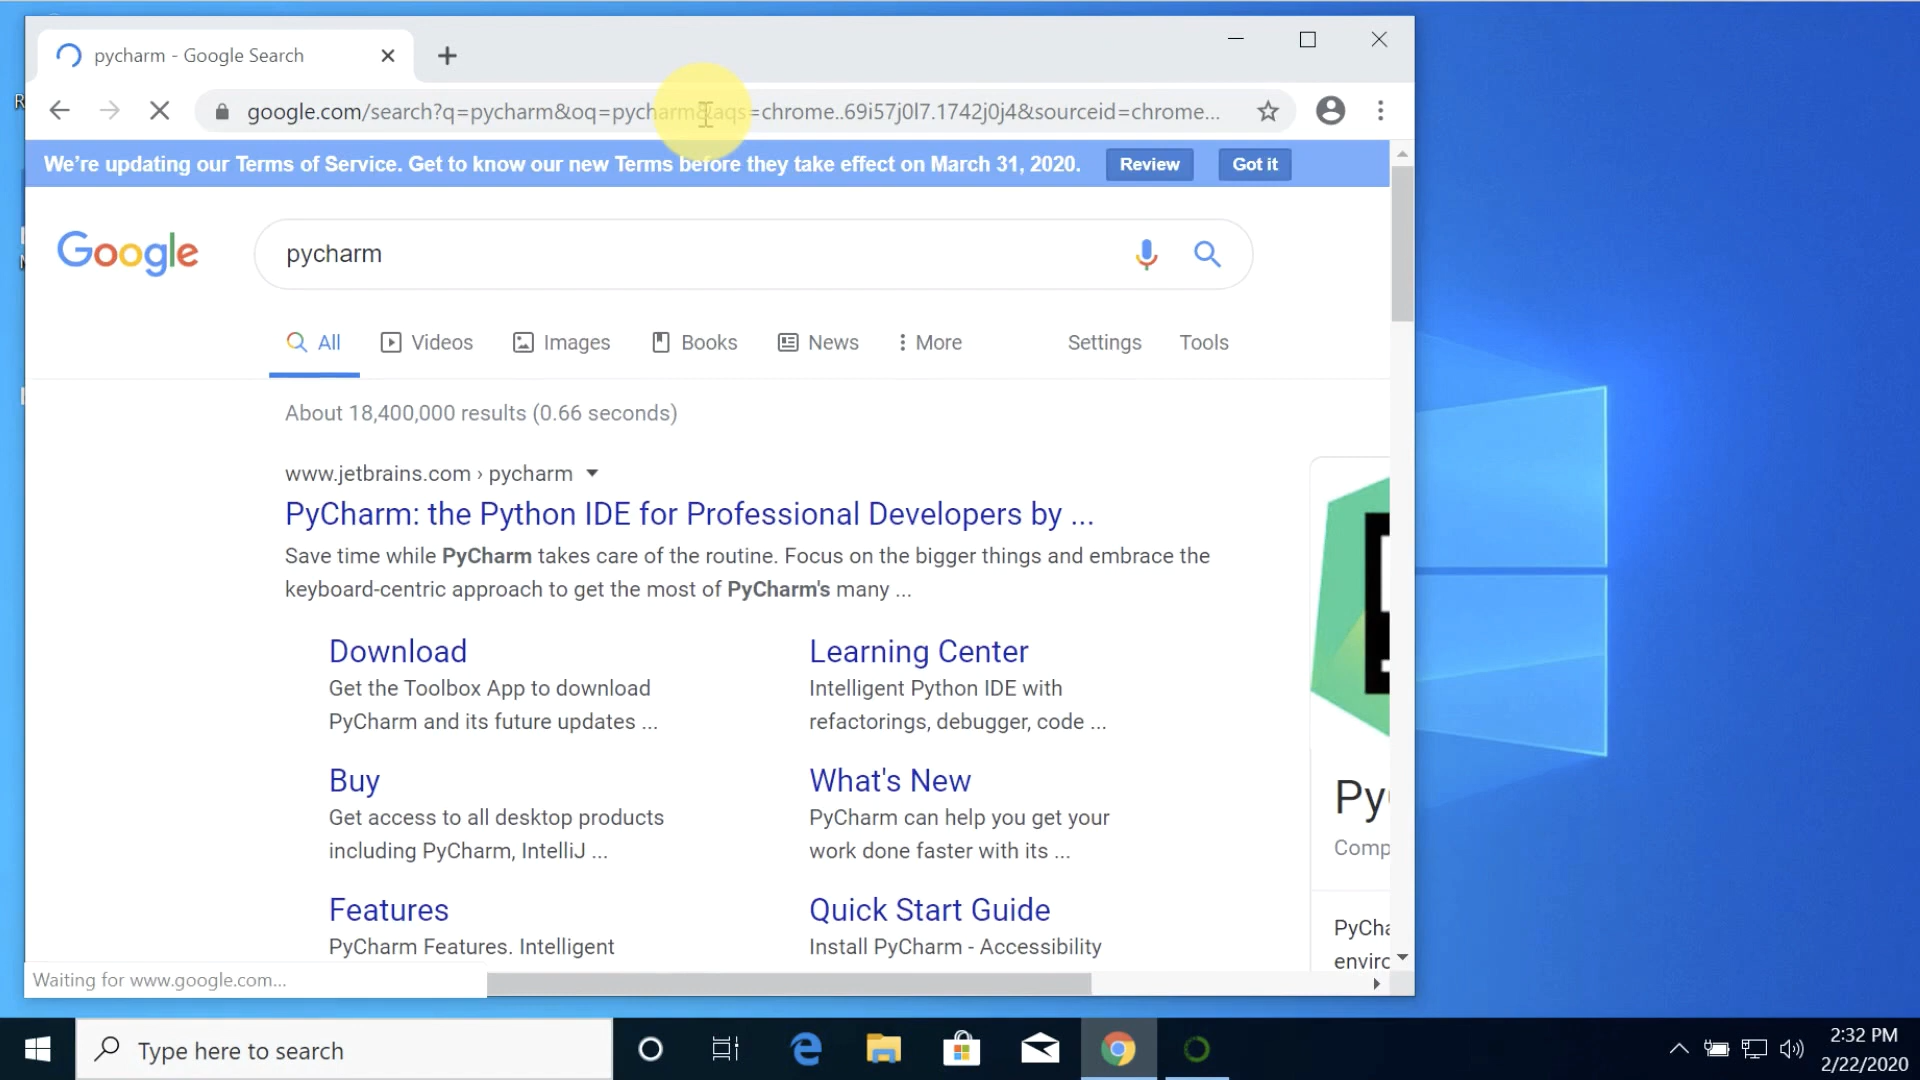 pycharm - Google Search
google.com/search?q=pycharm&oq=pycharm&aqs=chrome..69i57j0l7.1742j0j4&sourceid=chrome...
We're updating our Terms of Service. Get to know our new Terms before they take effect on March 31, 2020. Review Got it
Google
pycharm
All Videos Images Books News More Settings Tools
About 18,400,000 results (0.66 seconds)
www.jetbrains.com › pycharm
PyCharm: the Python IDE for Professional Developers by ...
Save time while PyCharm takes care of the routine. Focus on the bigger things and embrace the
keyboard-centric approach to get the most of PyCharm's many ...
Download
Get the Toolbox App to download
PyCharm and its future updates ...
Learning Center
Intelligent Python IDE with
refactorings, debugger, code ...
Buy
Get access to all desktop products
including PyCharm, IntelliJ ...
What's New
PyCharm can help you get your
work done faster with its ...
Features
PyCharm Features. Intelligent
Quick Start Guide
Install PyCharm - Accessibility
Py
Comp
PyCha
enviro
Waiting for www.google.com...
Type here to search
2:32 PM
2/22/2020